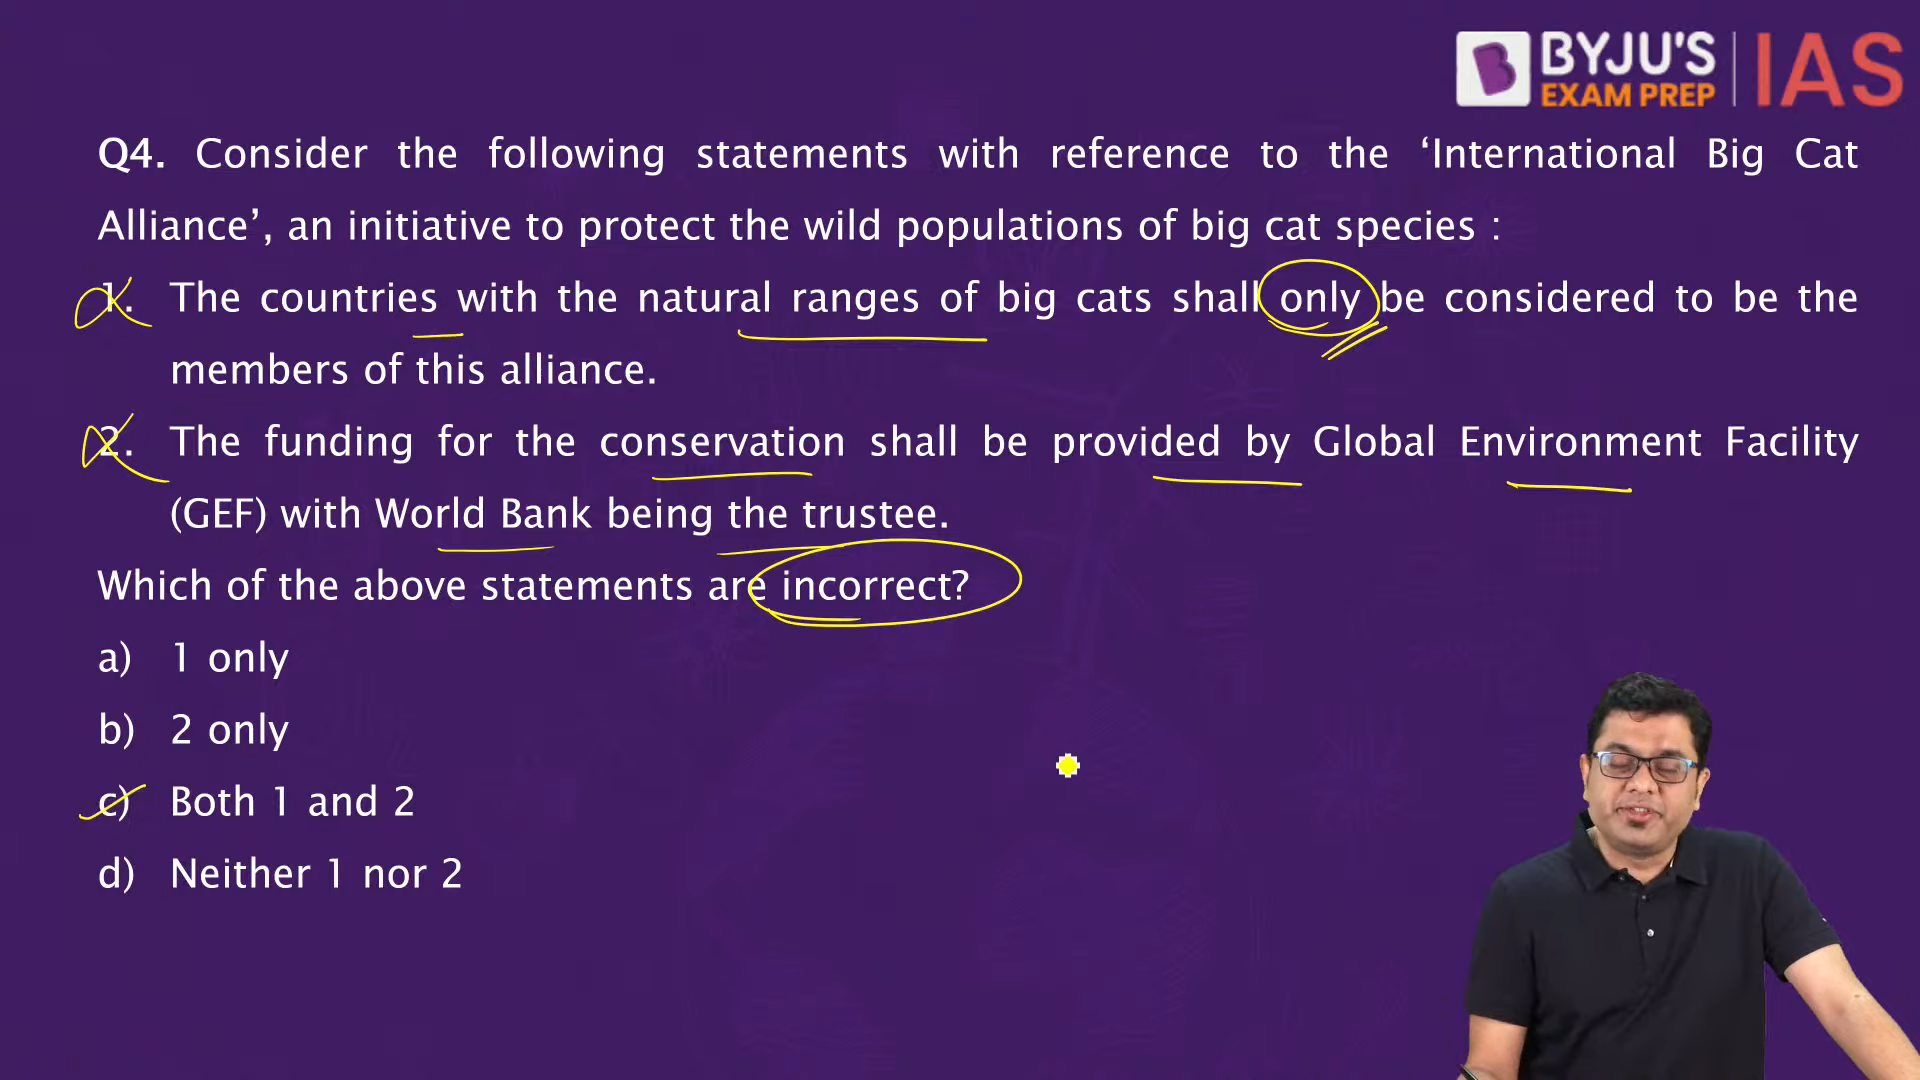 BYJU'S
EXAM PREP
IAS
Q4. Consider the following statements with reference to the ‘International Big Cat
Alliance’, an initiative to protect the wild populations of big cat species :
1. The countries with the natural ranges of big cats shall only be considered to be the
members of this alliance.
2. The funding for the conservation shall be provided by Global Environment Facility
(GEF) with World Bank being the trustee.
Which of the above statements are incorrect?
a) 1 only
b) 2 only
c) Both 1 and 2
d) Neither 1 nor 2